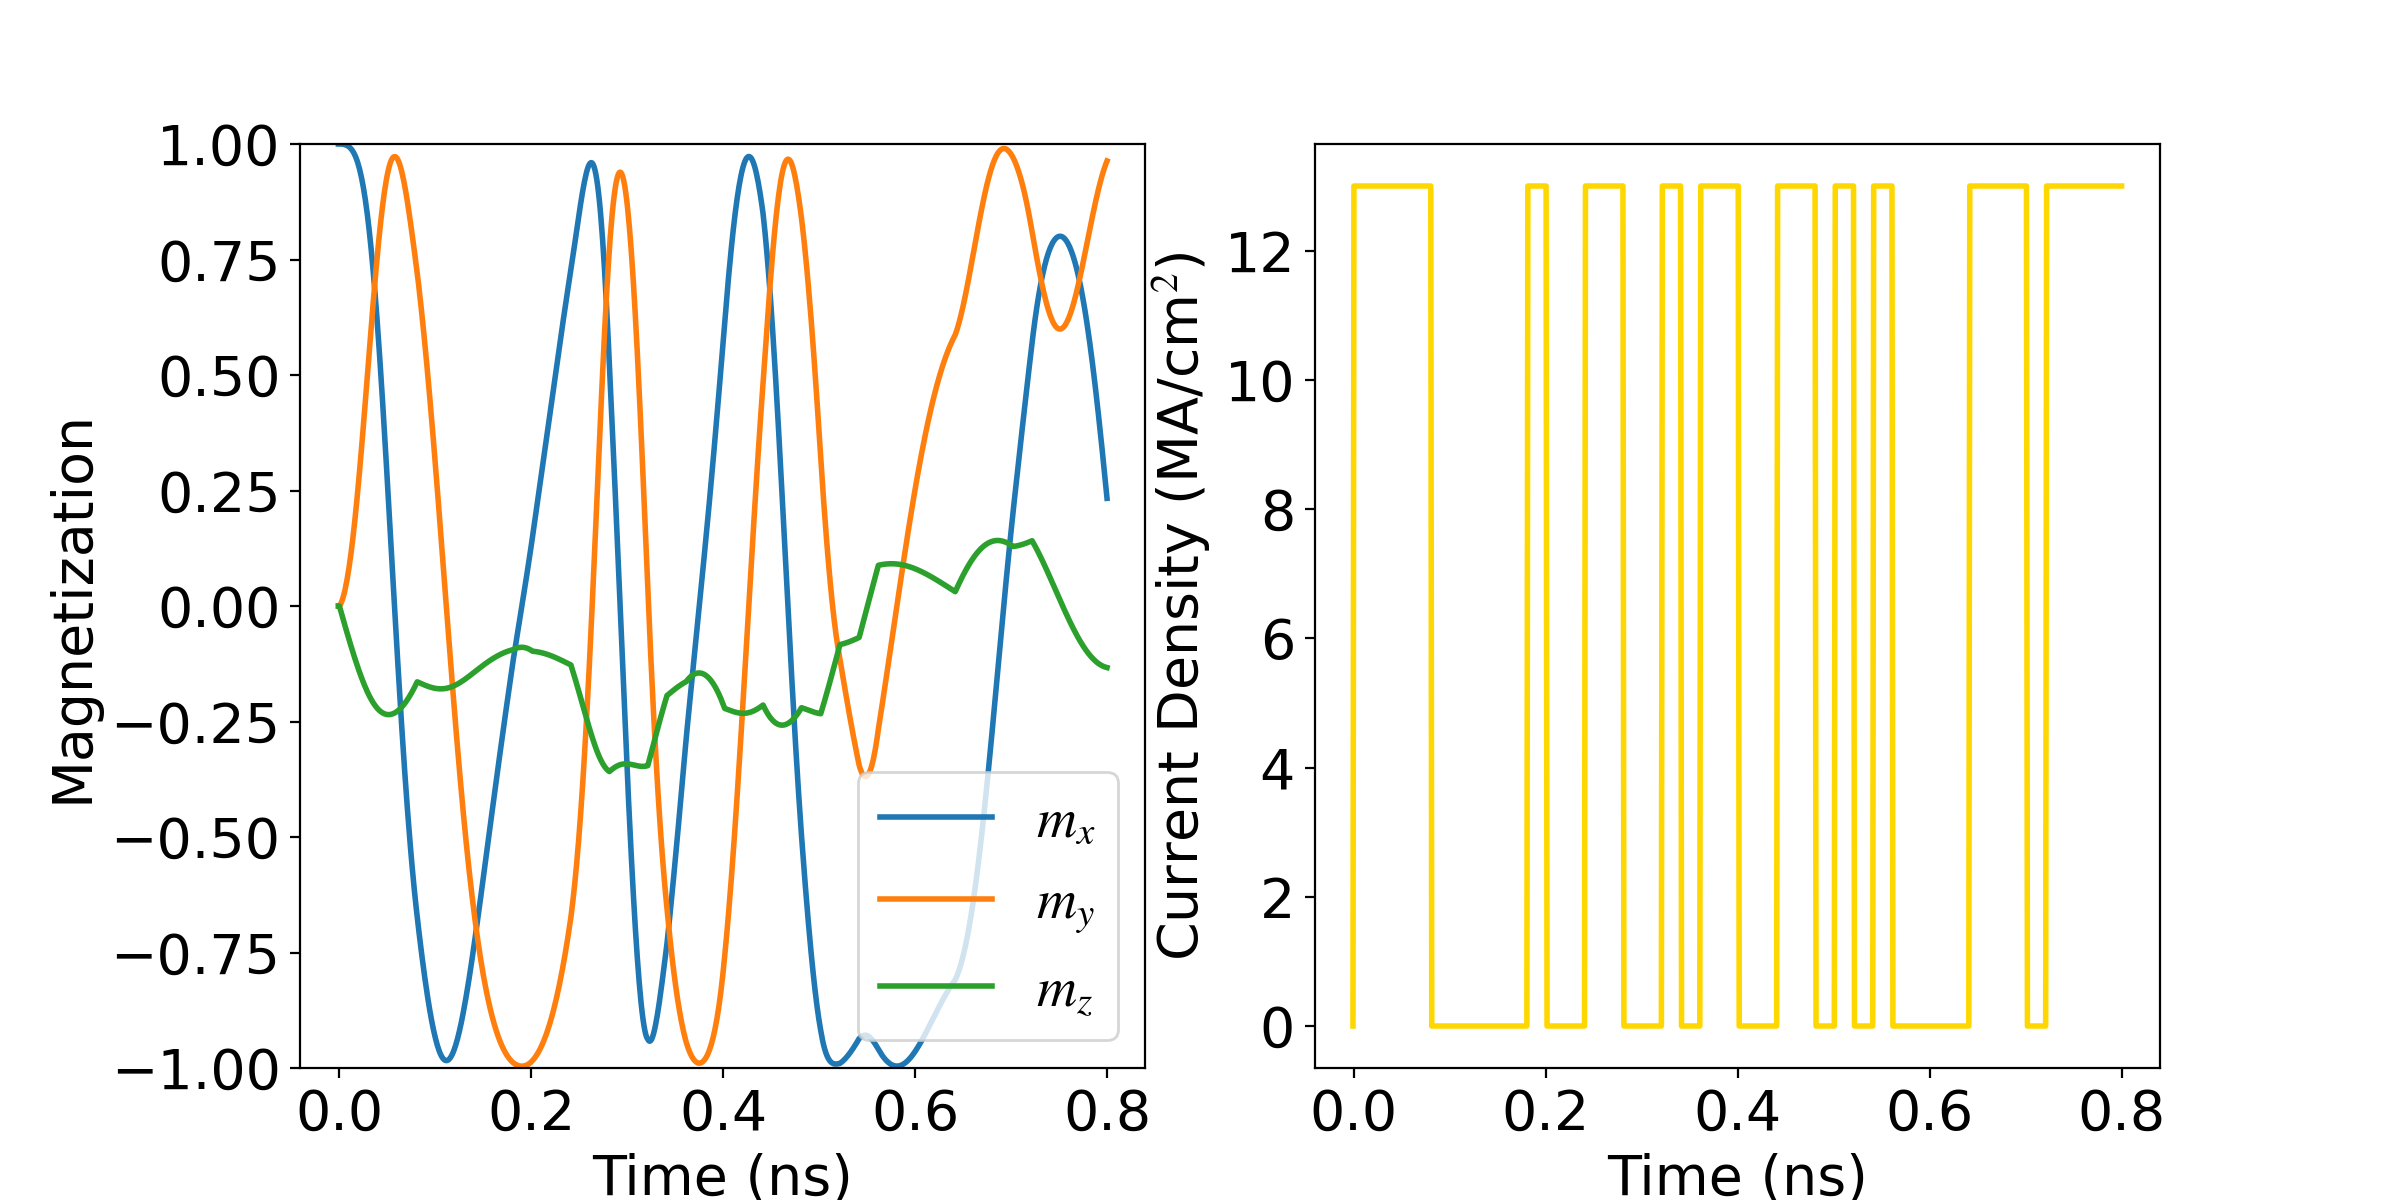 1.00
0.75
0.50
0.25
0.00
−0.25
−0.50
−0.75
−1.00
Magnetization
0.0 0.2 0.4 0.6 0.8
Time (ns)
m_x
m_y
m_z
12
10
8
6
4
2
0
Current Density (MA/cm²)
0.0 0.2 0.4 0.6 0.8
Time (ns)